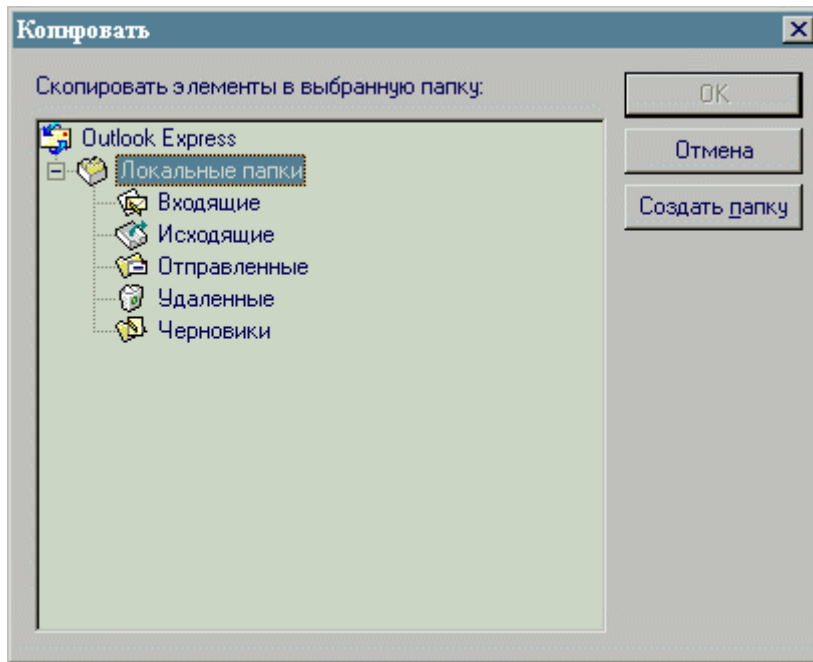 Копировать
Скопировать элементы в выбранную папку:
OK
Outlook Express
Отмена
Локальные папки
Входящие
Создать папку
Исходящие
Отправленные
Удаленные
Черновики